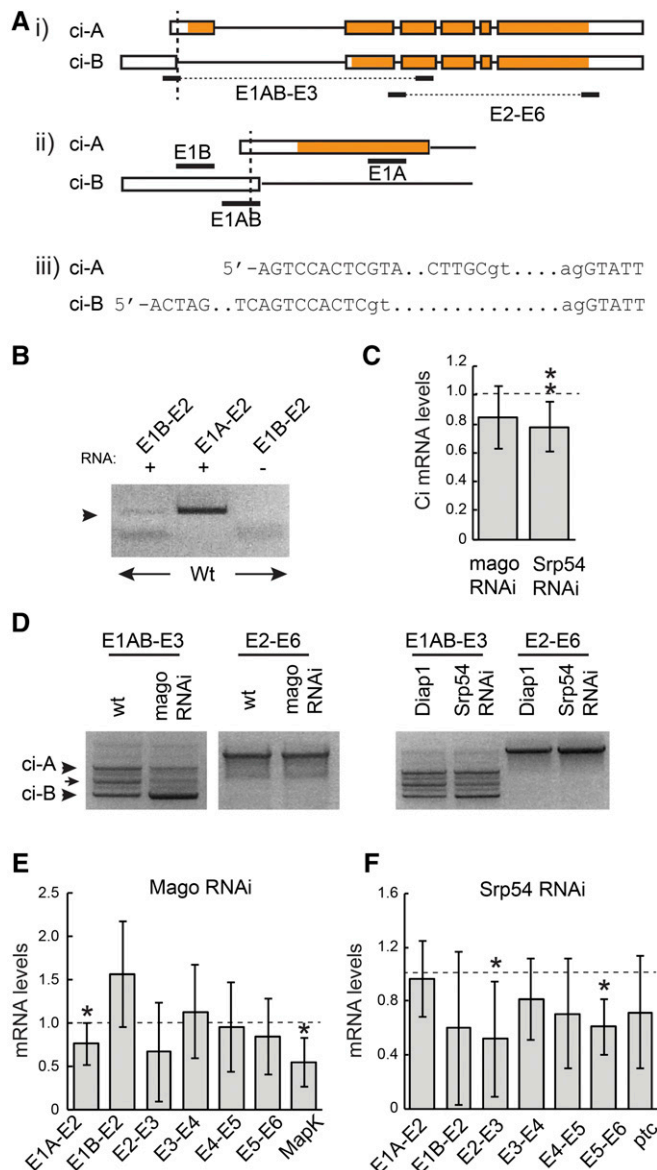 A
i)
ci-A
ci-B
E1AB-E3
E2-E6
ii)
ci-A
E1B
E1A
ci-B
E1AB
iii)
ci-A 5'-AGTCCACTCGTA..CTTGCgt....agGTATT
ci-B 5'-ACTAG..TCAGTCCACTCgt...............agGTATT
B
E1B-E2 E1A-E2 E1B-E2
RNA: + + -
Wt
C
**
Ci mRNA levels
1.2
1.0
0.8
0.6
0.4
0.2
0
mago RNAi
Srp54 RNAi
D
E1AB-E3 E2-E6 E1AB-E3 E2-E6
wt
mago RNAi
wt
mago RNAi
Diap1
Srp54 RNAi
Diap1
Srp54 RNAi
ci-A
ci-B
E
Mago RNAi
mRNA levels
2.5
2.0
1.5
1.0
0.5
0
* *
E1A-E2 E1B-E2 E2-E3 E3-E4 E4-E5 E5-E6 MapK
F
Srp54 RNAi
mRNA levels
1.6
1.2
0.8
0.4
0
* *
E1A-E2 E1B-E2 E2-E3 E3-E4 E4-E5 E5-E6 ptc